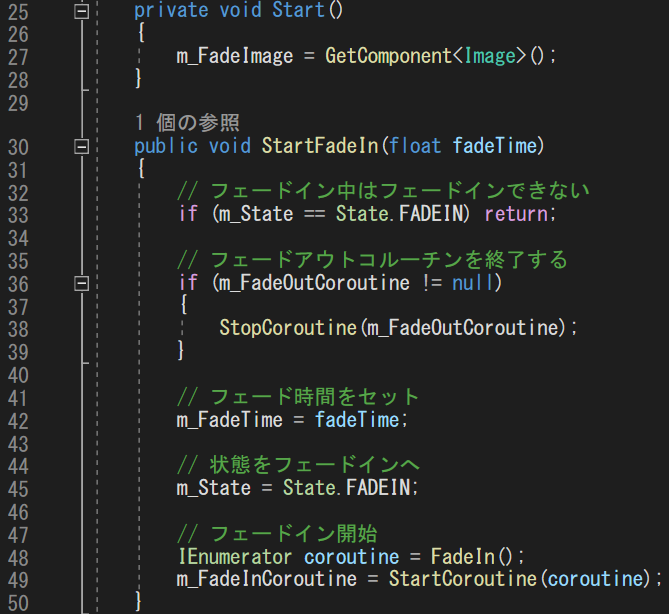 25 private void Start()
26 {
27 m_FadeImage = GetComponent<Image>();
28 }
29
1 個の参照
30 public void StartFadeIn(float fadeTime)
31 {
32 // フェードイン中はフェードインできない
33 if (m_State == State.FADEIN) return;
34
35 // フェードアウトコルーチンを終了する
36 if (m_FadeOutCoroutine != null)
37 {
38 StopCoroutine(m_FadeOutCoroutine);
39 }
40
41 // フェード時間をセット
42 m_FadeTime = fadeTime;
43
44 // 状態をフェードインへ
45 m_State = State.FADEIN;
46
47 // フェードイン開始
48 IEnumerator coroutine = FadeIn();
49 m_FadeInCoroutine = StartCoroutine(coroutine);
50 }